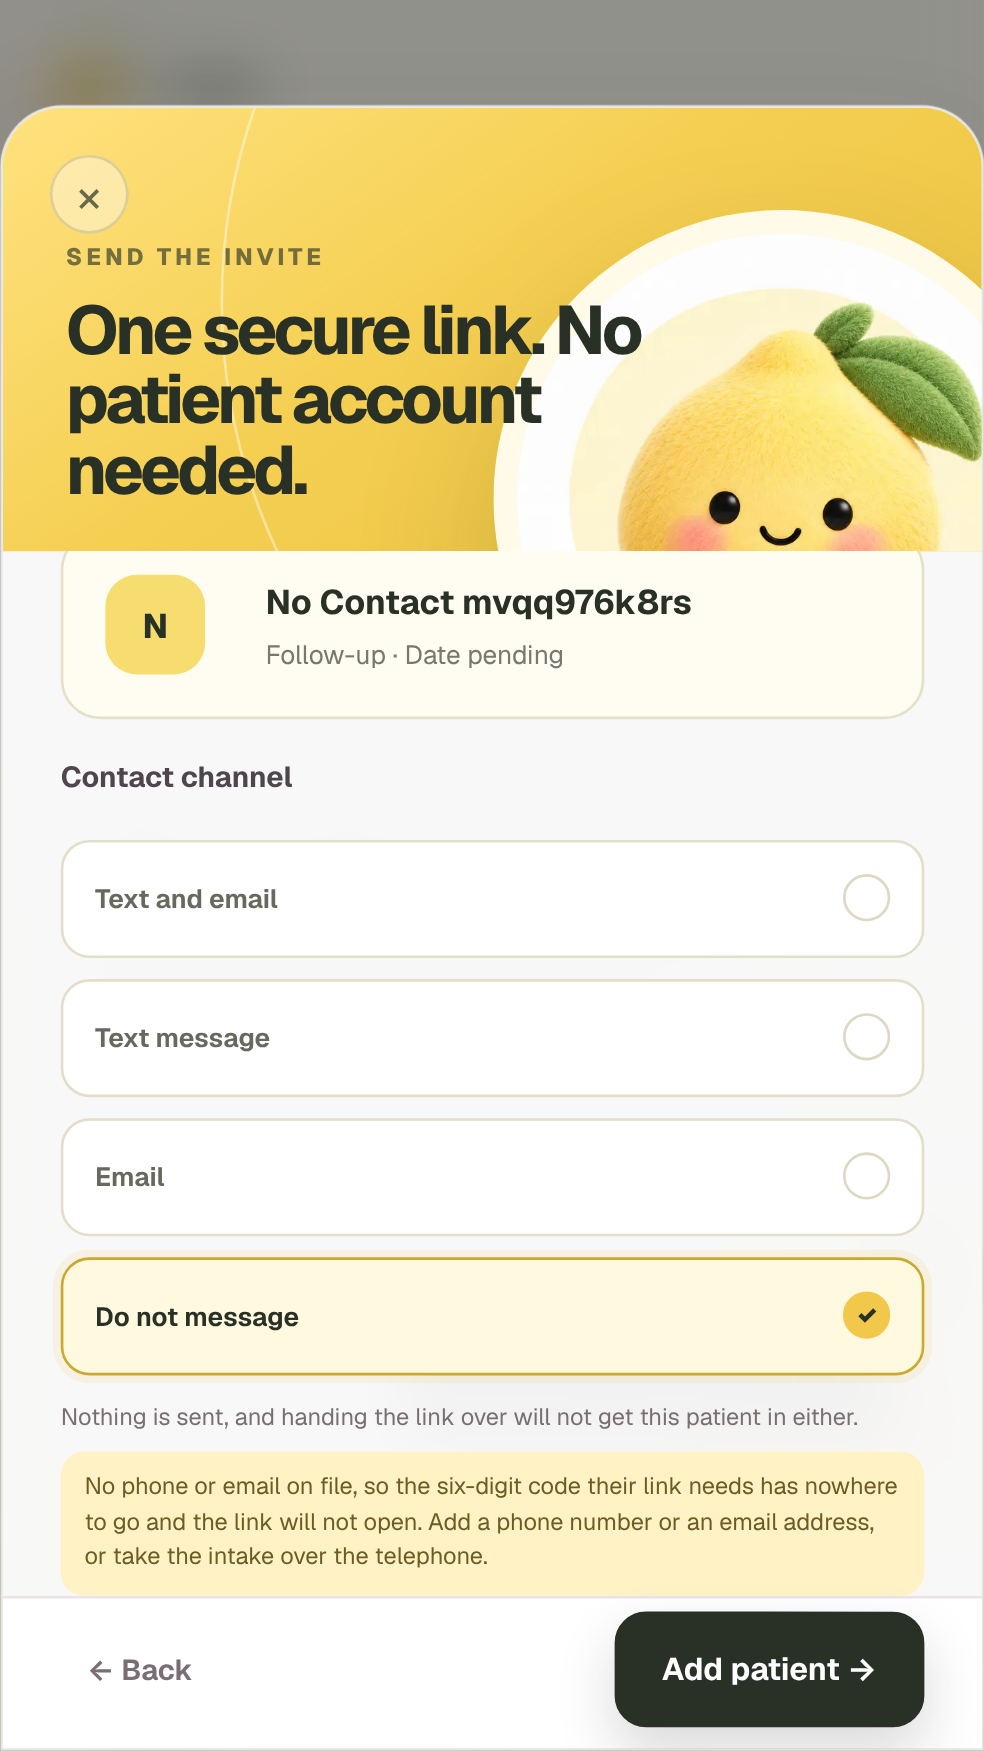 SEND THE INVITE
One secure link. No
patient account
needed.
N
No Contact mvqq976k8rs
Follow-up · Date pending
Contact channel
Text and email
Text message
Email
Do not message
Nothing is sent, and handing the link over will not get this patient in either.
No phone or email on file, so the six-digit code their link needs has nowhere
to go and the link will not open. Add a phone number or an email address,
or take the intake over the telephone.
← Back
Add patient →